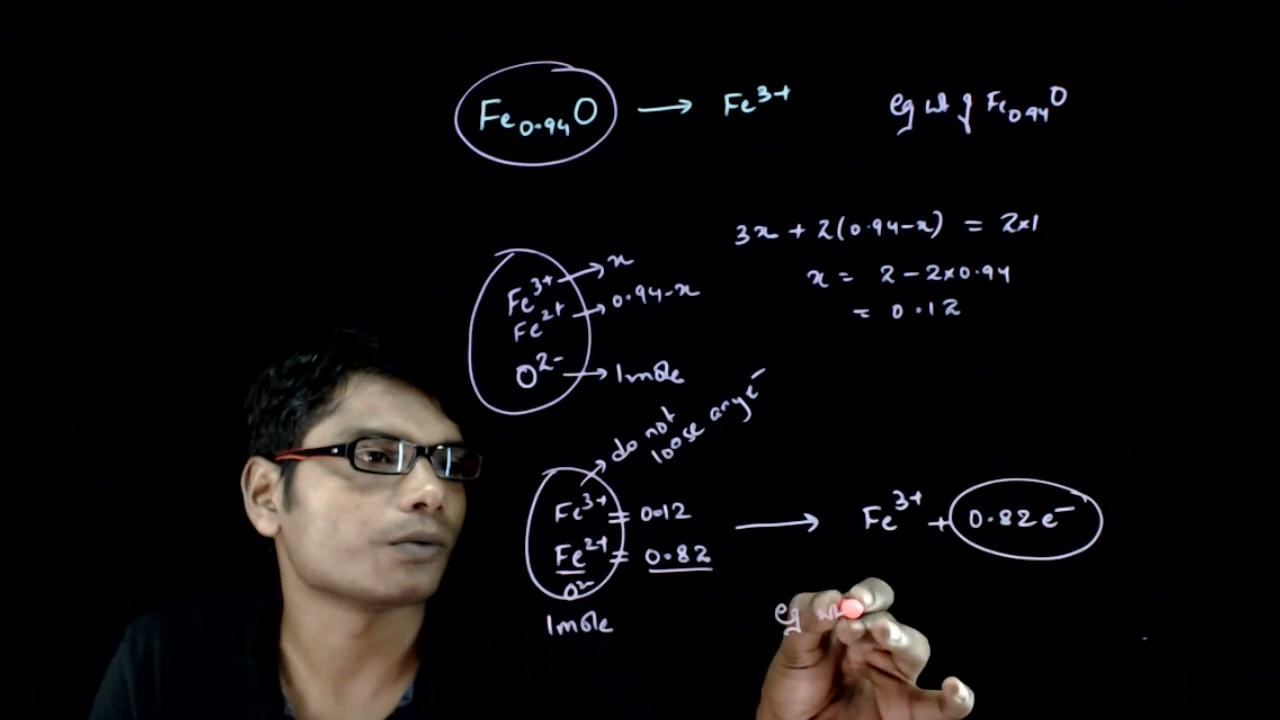 Fe0.94O → Fe3+ eq wt of Fe0.94O
3x + 2(0.94-x) = 2×1
x = 2 - 2×0.94
= 0.12
Fe3+ → x
Fe2+ → 0.94-x
O2- → 1mole
do not
loose any e-
Fe3+ = 0.12
Fe2+ = 0.82 → Fe3+ + 0.82e-
O2-
1mole
eq